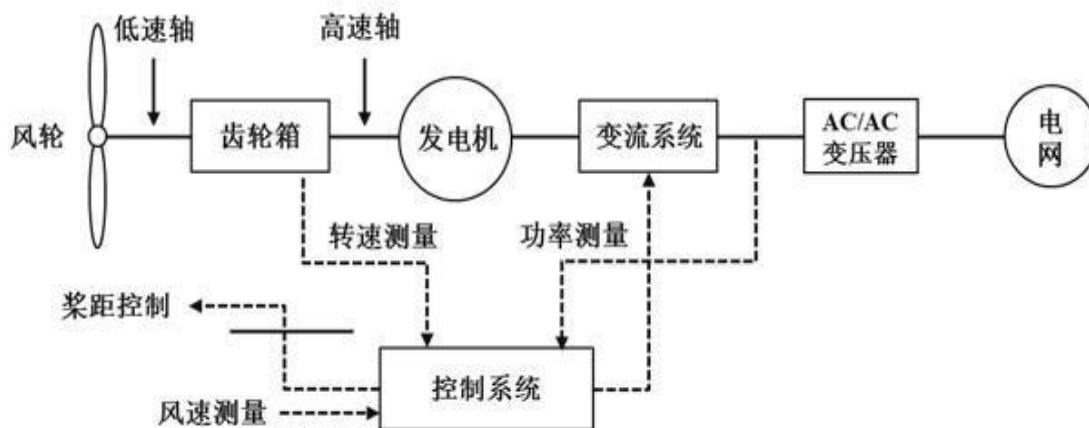 低速轴
高速轴
风轮
齿轮箱
发电机
变流系统
AC/AC
变压器
电
网
转速测量
功率测量
桨距控制
控制系统
风速测量